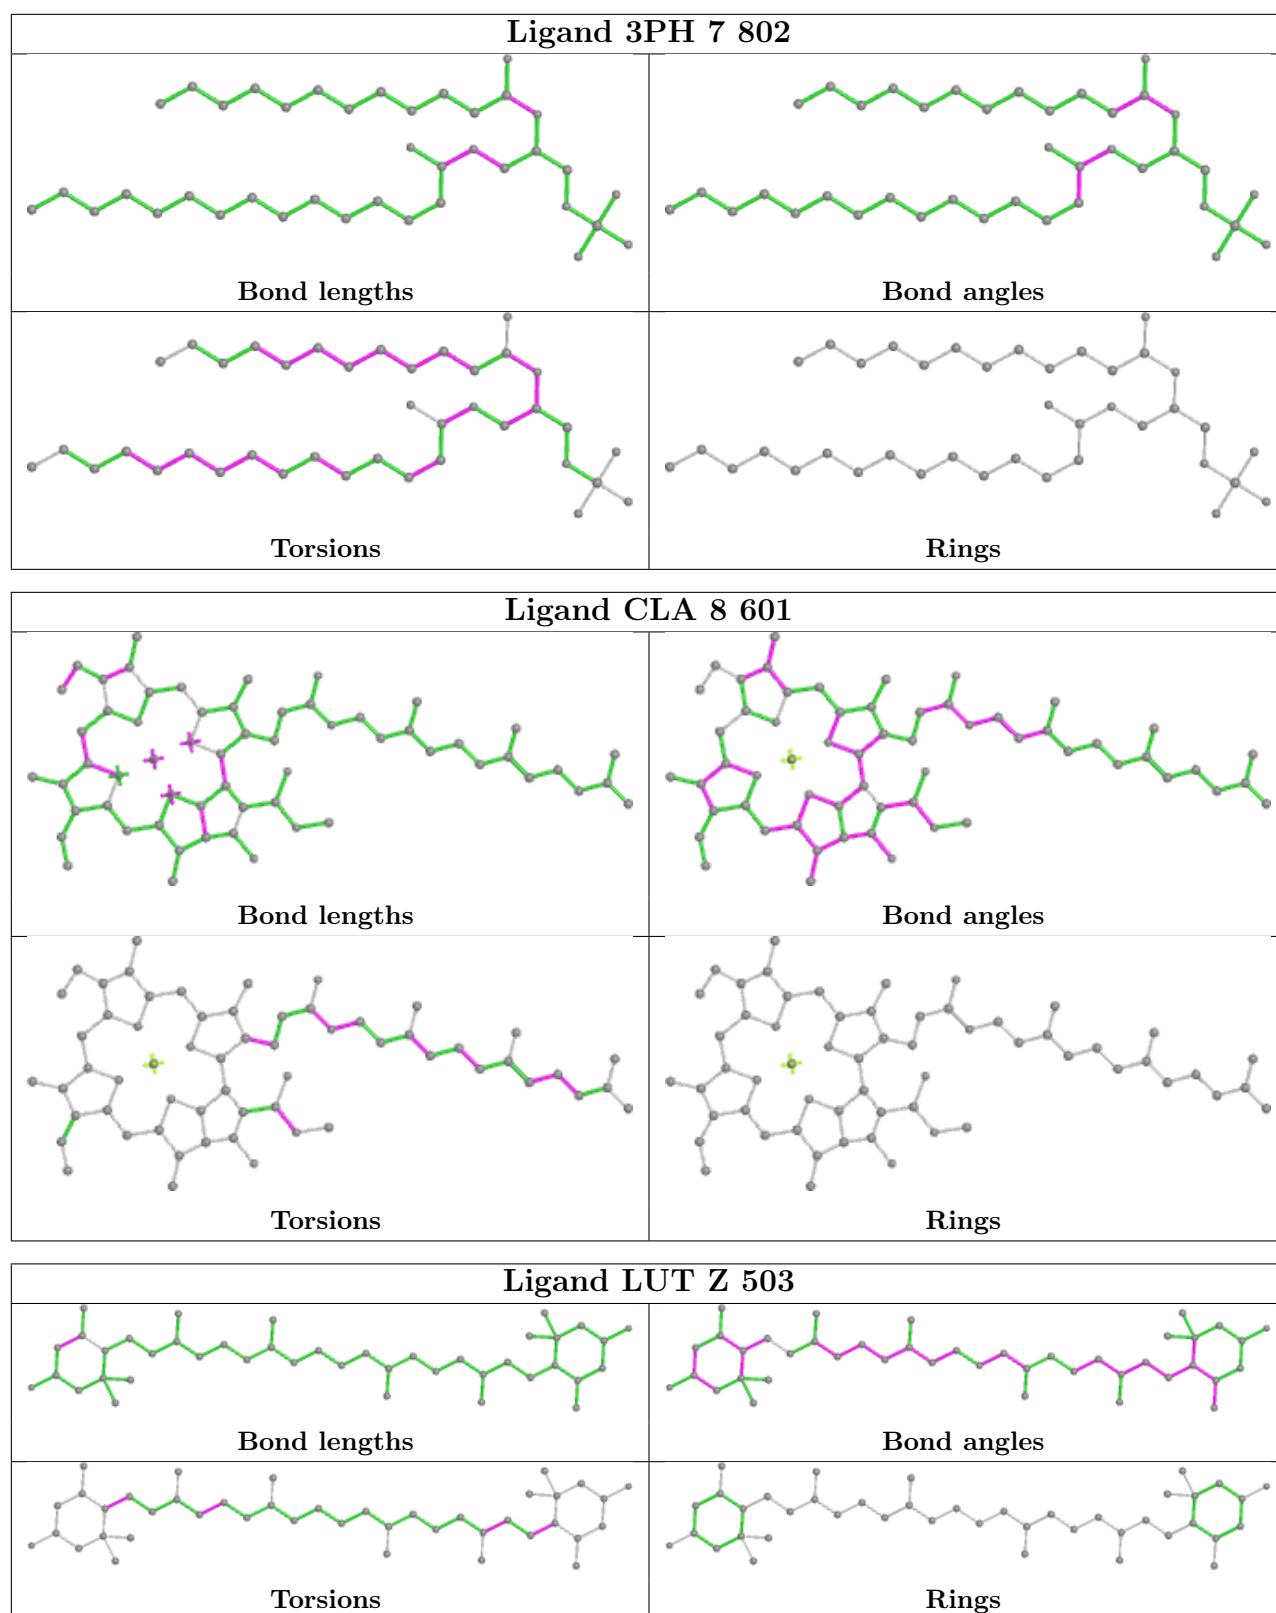 Ligand 3PH 7 802
Bond lengths
Bond angles
Torsions
Rings
Ligand CLA 8 601
Bond lengths
Bond angles
Torsions
Rings
Ligand LUT Z 503
Bond lengths
Bond angles
Torsions
Rings